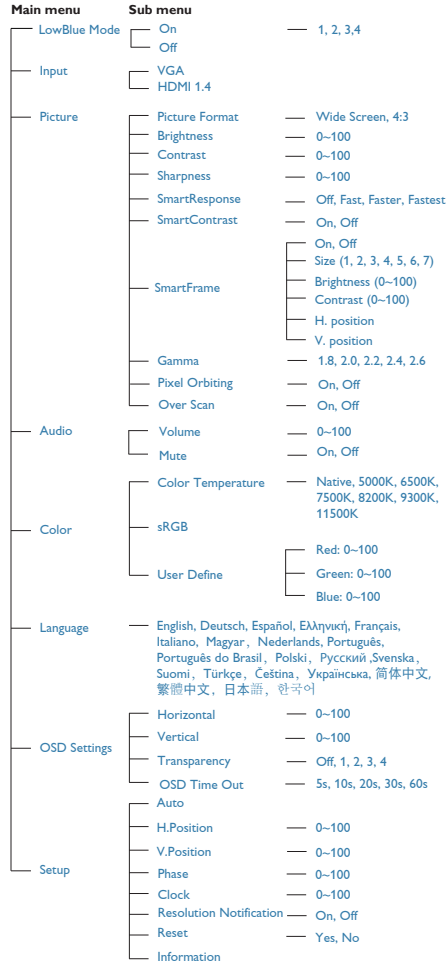 Main menu Sub menu
LowBlue Mode On 1, 2, 3,4
Off
Input VGA
HDMI 1.4
Picture Picture Format Wide Screen, 4:3
Brightness 0~100
Contrast 0~100
Sharpness 0~100
SmartResponse Off, Fast, Faster, Fastest
SmartContrast On, Off
On, Off
Size (1, 2, 3, 4, 5, 6, 7)
SmartFrame Brightness (0~100)
Contrast (0~100)
H. position
V. position
Gamma 1.8, 2.0, 2.2, 2.4, 2.6
Pixel Orbiting On, Off
Over Scan On, Off
Audio Volume 0~100
Mute On, Off
Color Temperature Native, 5000K, 6500K,
7500K, 8200K, 9300K,
11500K
Color sRGB
Red: 0~100
User Define Green: 0~100
Blue: 0~100
Language English, Deutsch, Español, Ελληνική, Français,
Italiano, Magyar, Nederlands, Português,
Português do Brasil, Polski, Русский ,Svenska,
Suomi, Türkçe, Čeština, Українська, 简体中文,
繁體中文, 日本語, 한국어
Horizontal 0~100
OSD Settings Vertical 0~100
Transparency Off, 1, 2, 3, 4
OSD Time Out 5s, 10s, 20s, 30s, 60s
Auto
H.Position 0~100
V.Position 0~100
Setup Phase 0~100
Clock 0~100
Resolution Notification On, Off
Reset Yes, No
Information